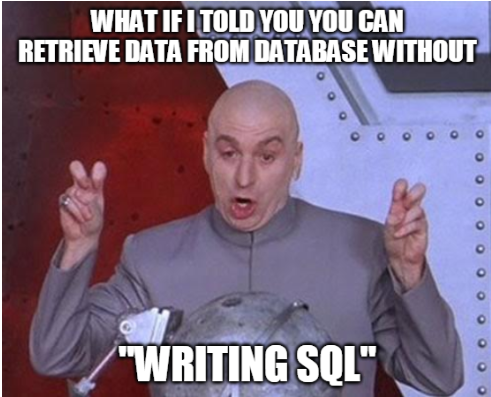 WHAT IF I TOLD YOU YOU CAN
RETRIEVE DATA FROM DATABASE WITHOUT
"WRITING SQL"